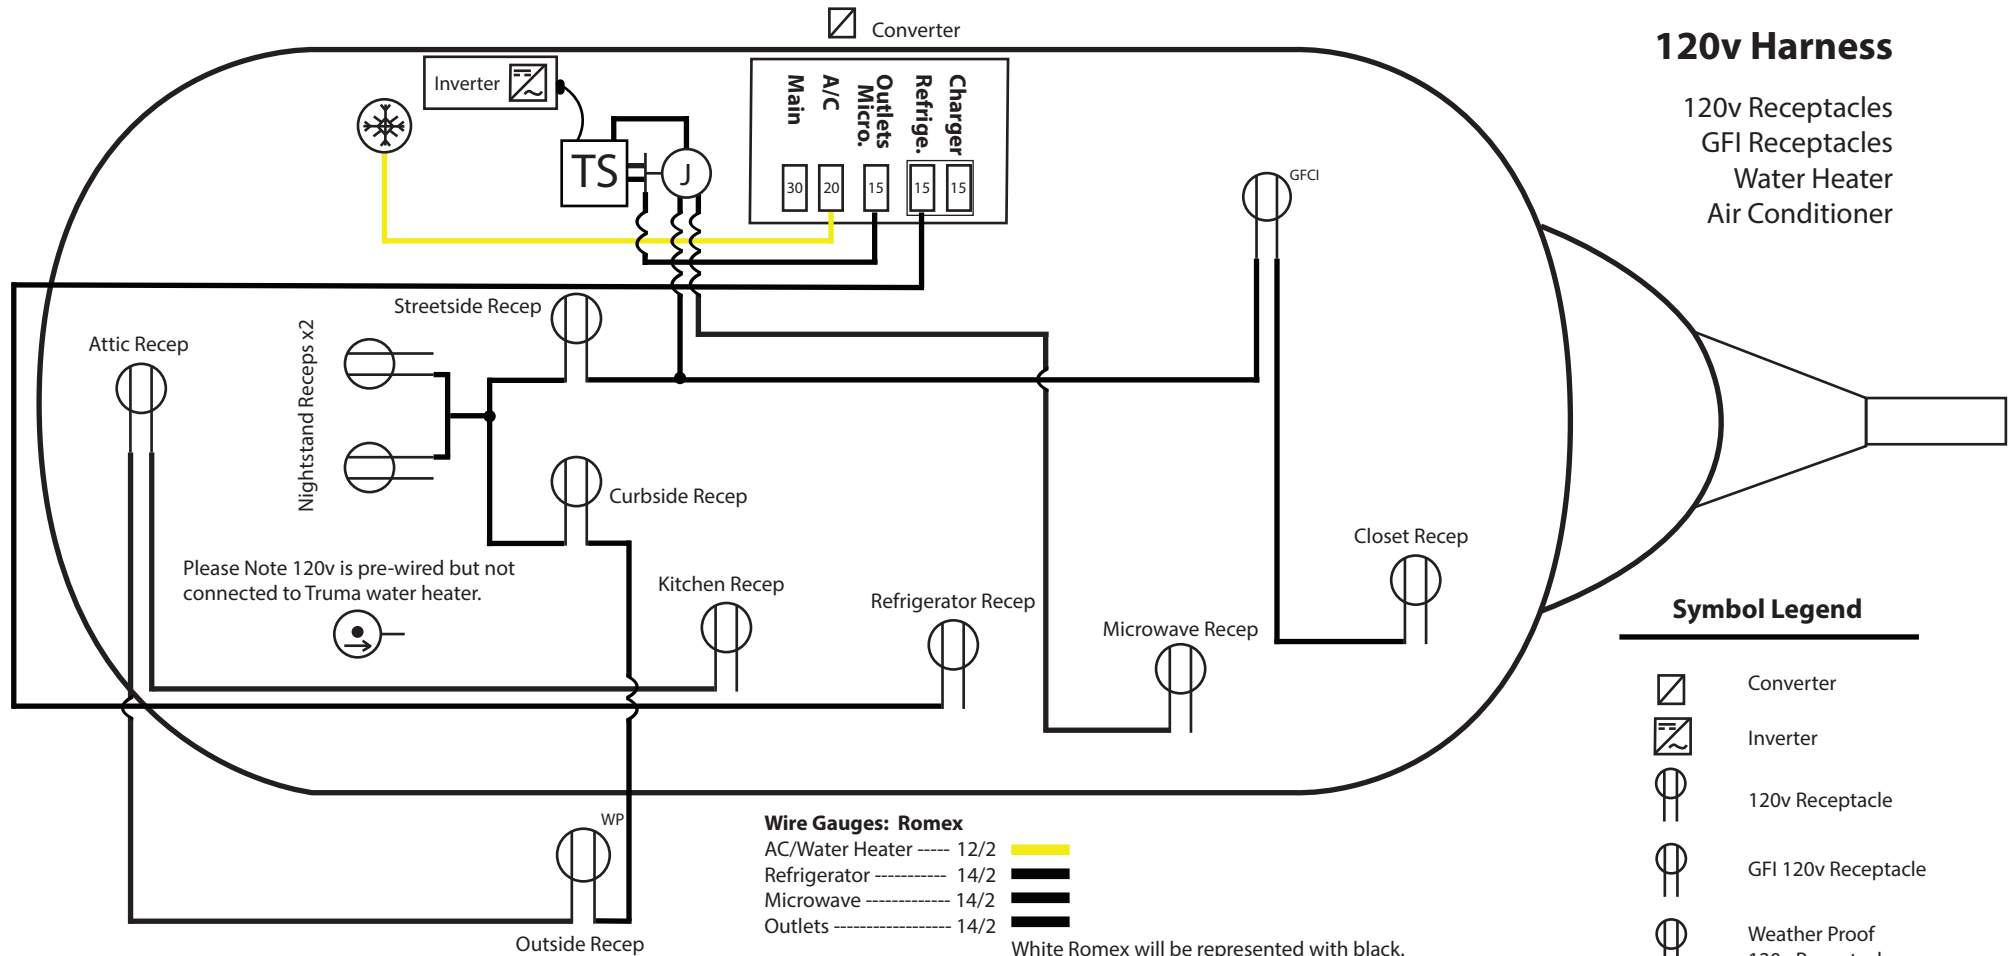 Converter
120v Harness
120v Receptacles
GFI Receptacles
Water Heater
Air Conditioner
Inverter
Main
A/C
Outlets
Micro.
Refrige.
Charger
30
20
15
15
15
TS
J
GFCI
Streetside Recep
Attic Recep
Nightstand Receps x2
Curbside Recep
Please Note 120v is pre-wired but not
connected to Truma water heater.
Kitchen Recep
Refrigerator Recep
Microwave Recep
Closet Recep
WP
Outside Recep
Wire Gauges: Romex
AC/Water Heater ----- 12/2
Refrigerator ----------- 14/2
Microwave ------------- 14/2
Outlets ------------------ 14/2
White Romex will be represented with black.
Symbol Legend
Converter
Inverter
120v Receptacle
GFI 120v Receptacle
Weather Proof